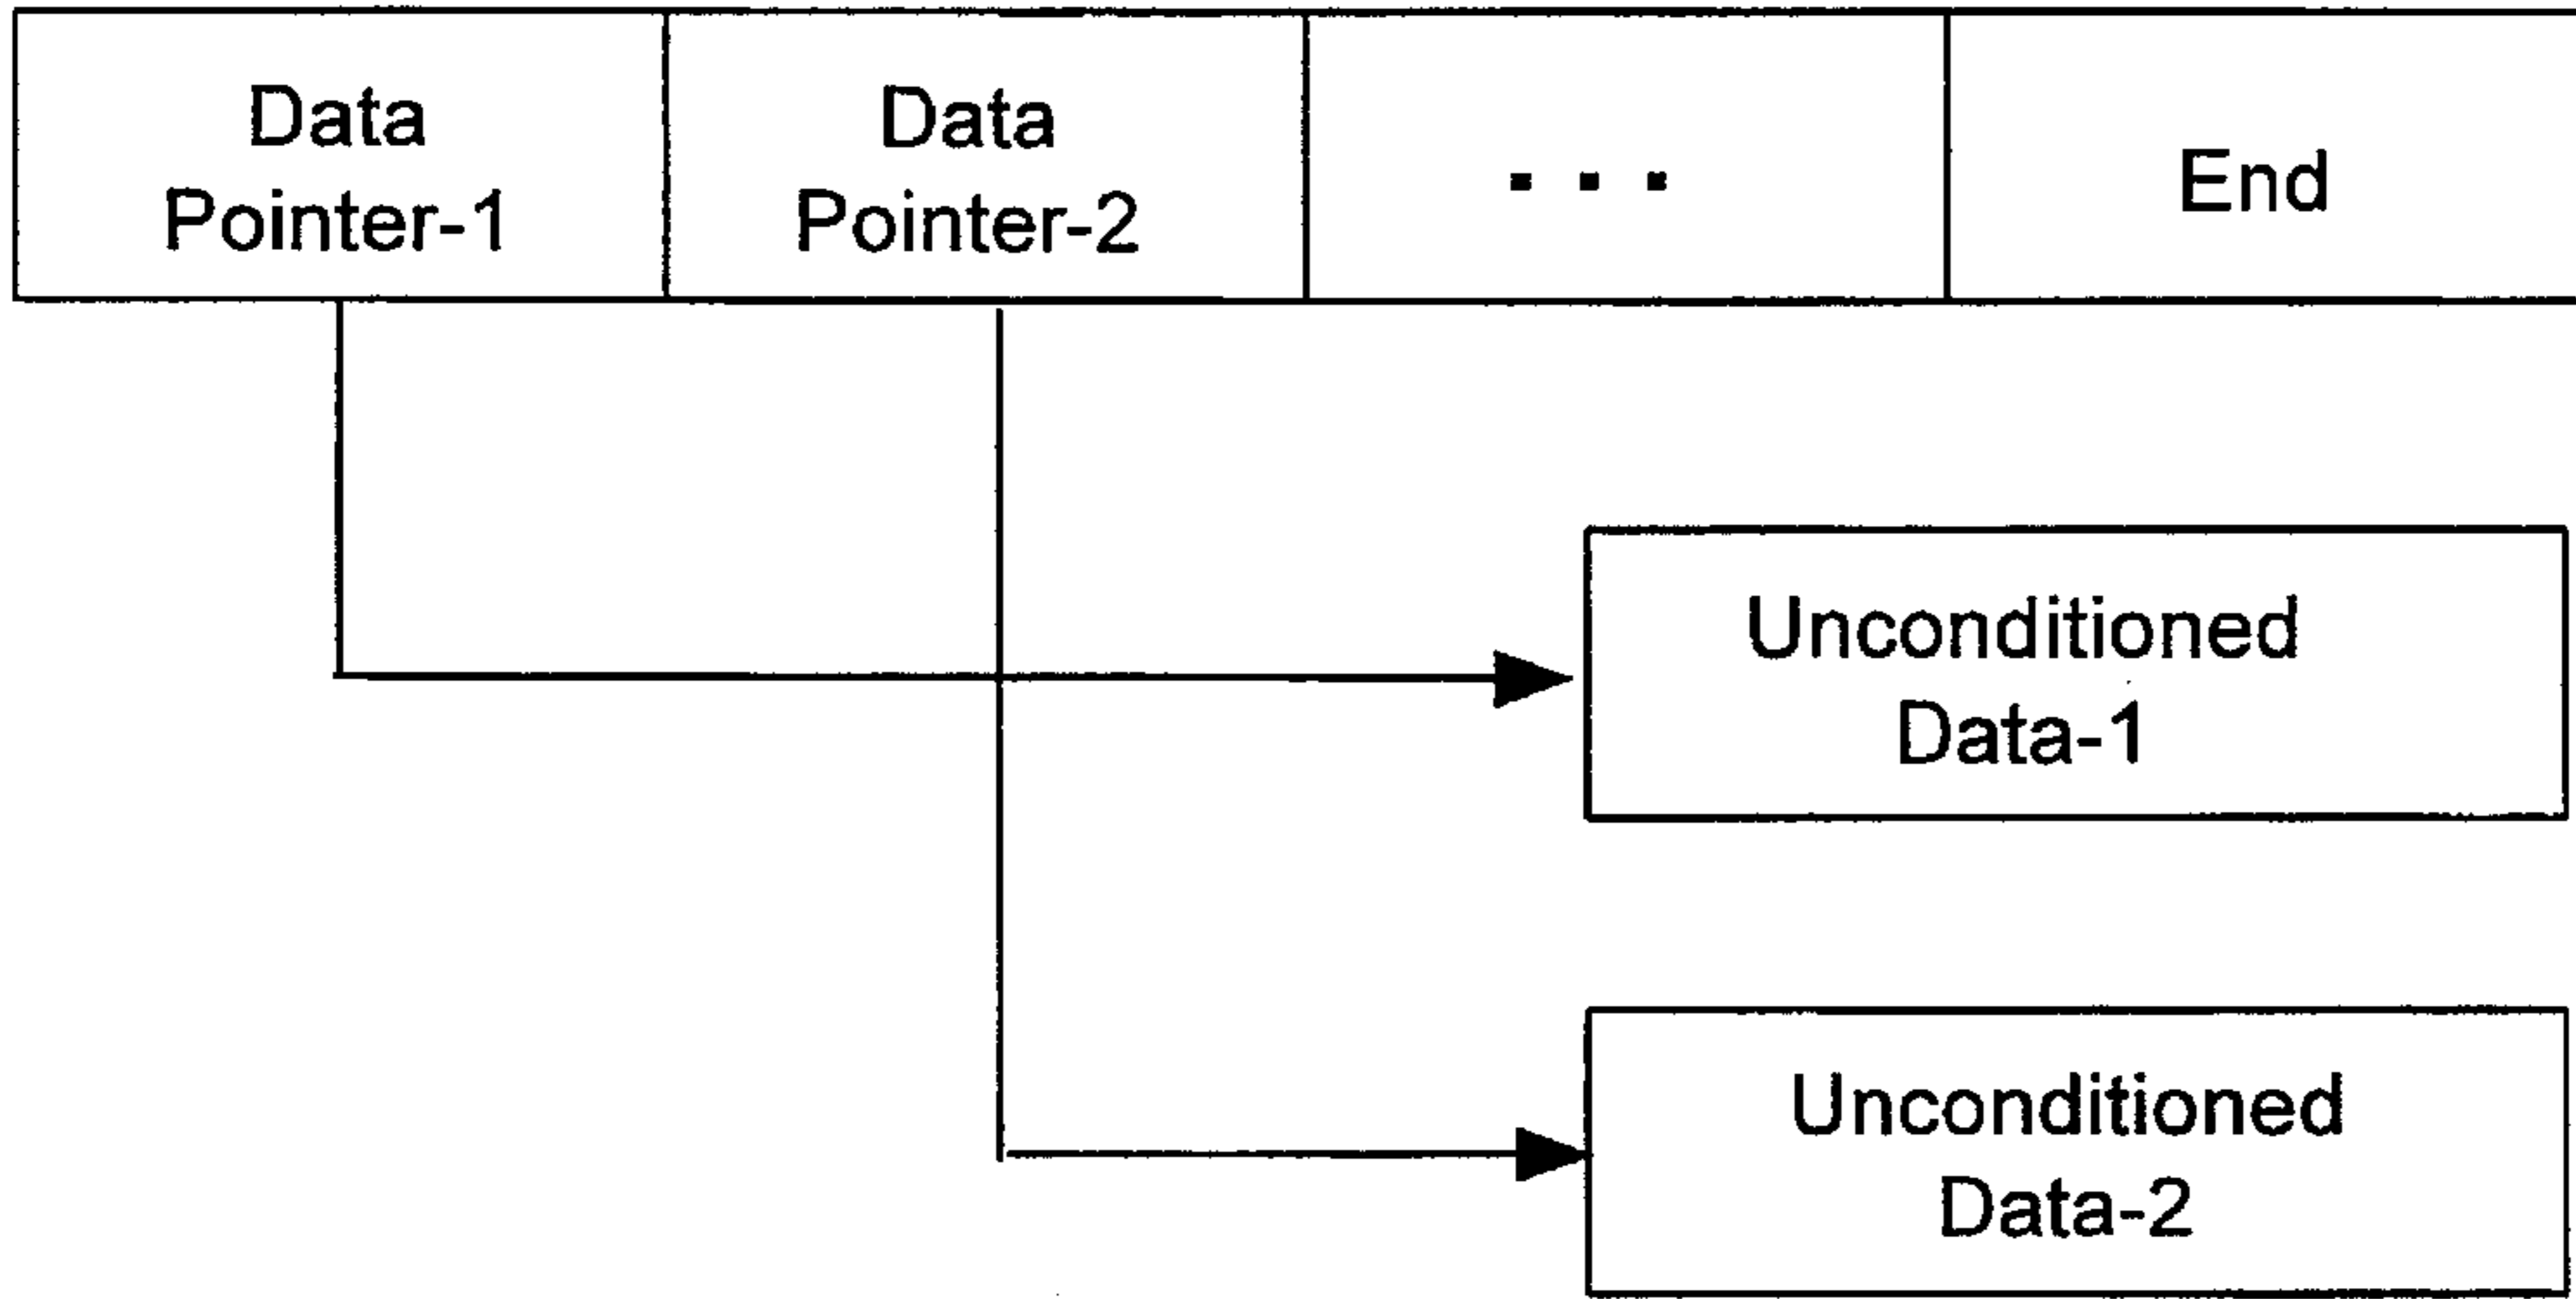 Data
Pointer-1
Data
Pointer-2
...
End
Unconditioned
Data-1
Unconditioned
Data-2